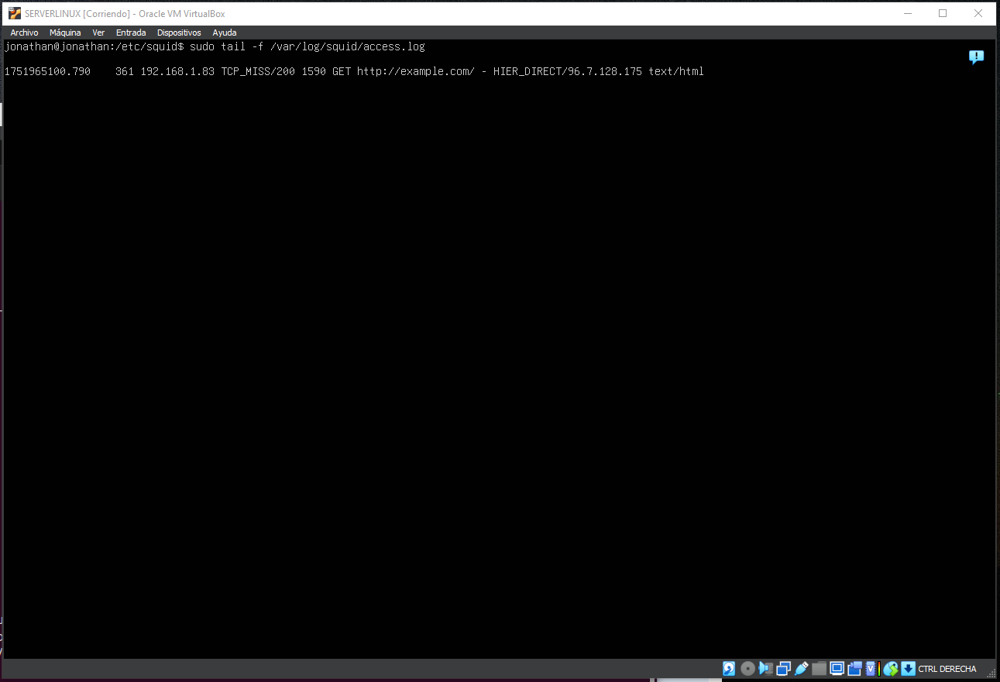 SERVERLINUX [Corriendo] - Oracle VM VirtualBox
Archivo Máquina Ver Entrada Dispositivos Ayuda
jonathan@jonathan:/etc/squid$ sudo tail -f /var/log/squid/access.log
1751965100.790    361 192.168.1.83 TCP_MISS/200 1590 GET http://example.com/ - HIER_DIRECT/96.7.128.175 text/html
CTRL DERECHA